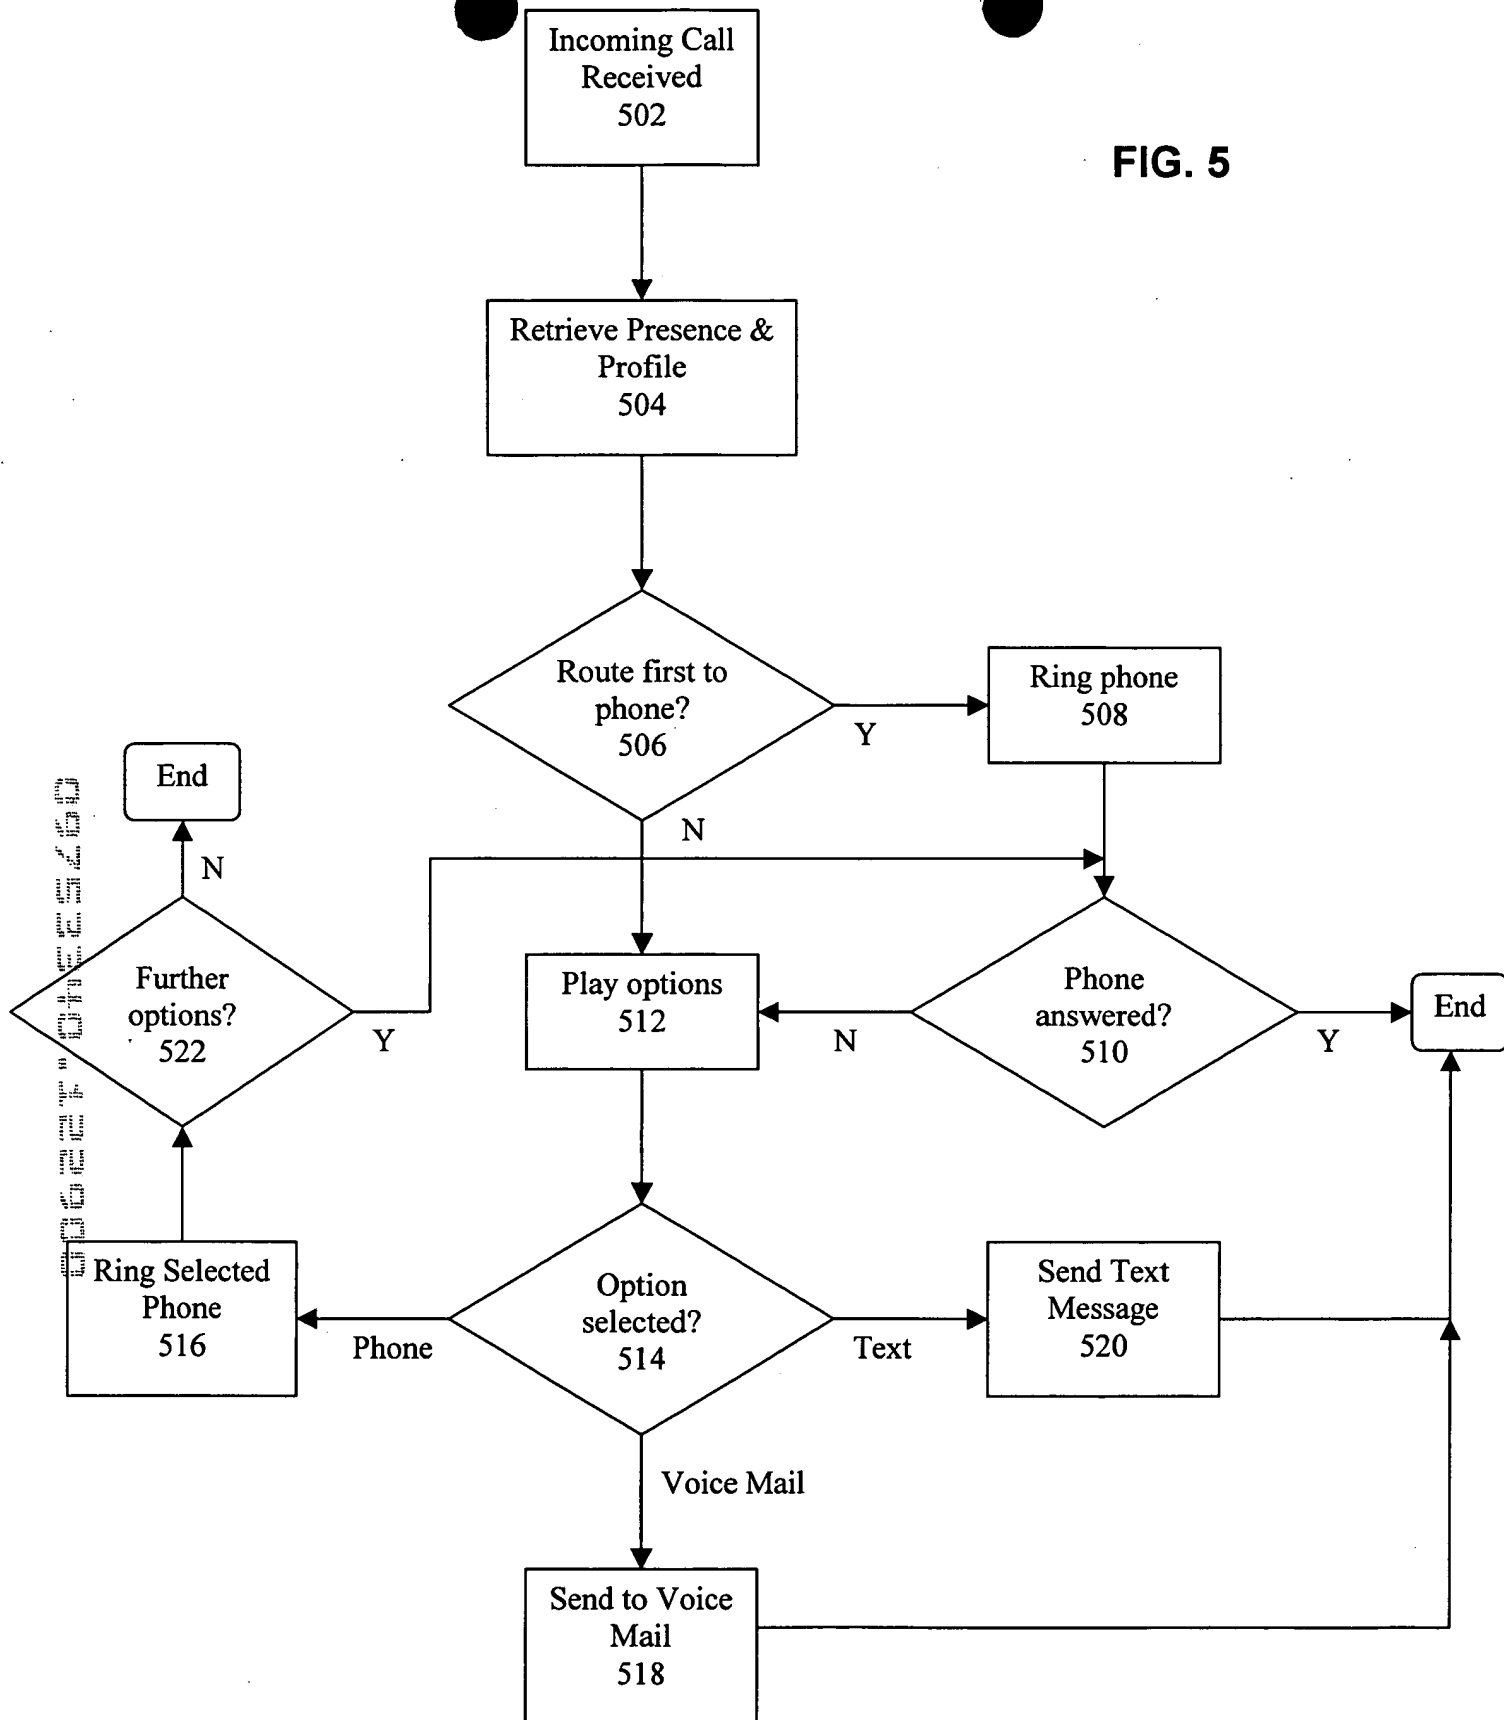 Incoming Call
Received
502
FIG. 5
Retrieve Presence &
Profile
504
Route first to
phone?
506
Y
Ring phone
508
N
End
N
Further
options?
522
Y
Play options
512
N
Phone
answered?
510
Y
End
Ring Selected
Phone
516
Phone
Option
selected?
514
Text
Send Text
Message
520
Voice Mail
Send to Voice
Mail
518